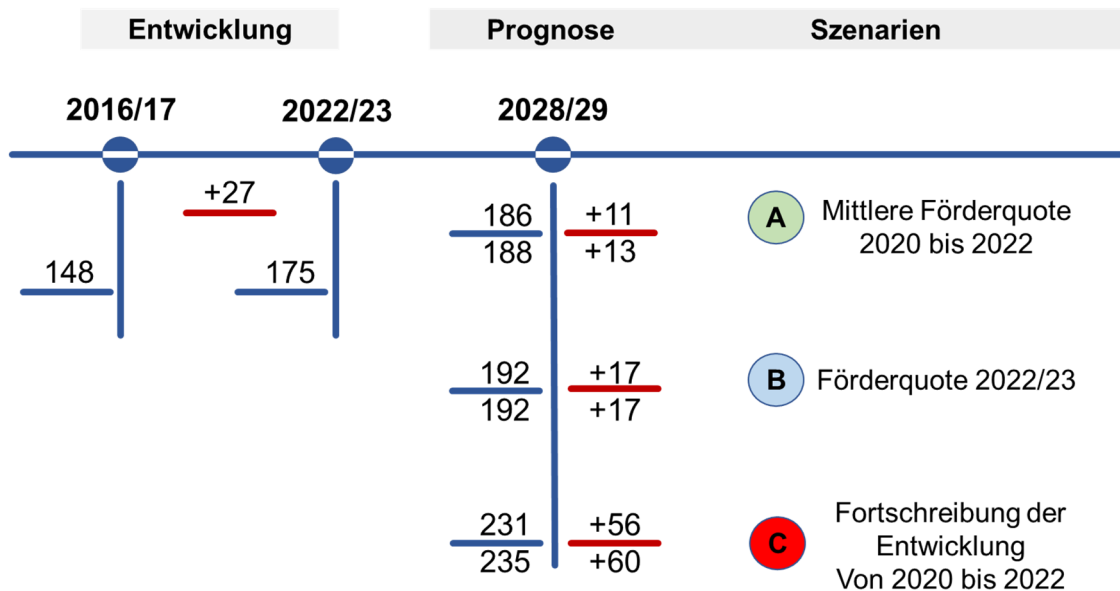 Entwicklung
Prognose
Szenarien
2016/17
2022/23
2028/29
+27
148
175
186
+11
188
+13
A
Mittlere Förderquote
2020 bis 2022
192
+17
192
+17
B
Förderquote 2022/23
231
+56
235
+60
C
Fortschreibung der
Entwicklung
Von 2020 bis 2022